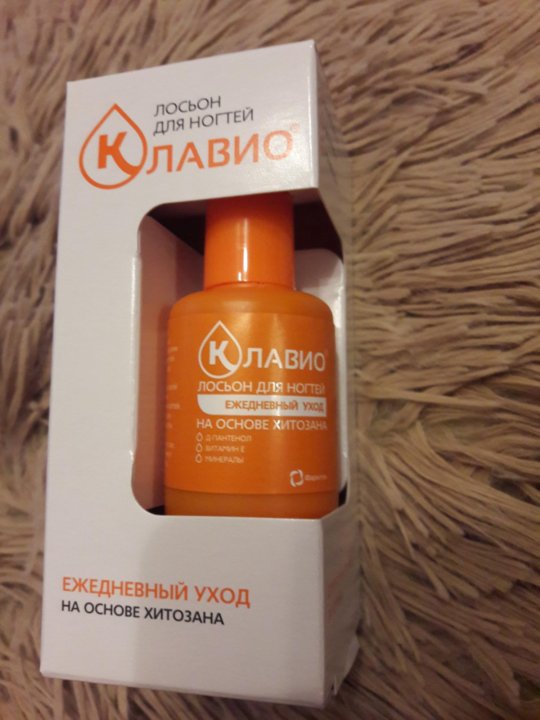 ЛОСЬОН
ДЛЯ НОГТЕЙ
КЛАВИО®
КЛАВИО®
ЛОСЬОН ДЛЯ НОГТЕЙ
ЕЖЕДНЕВНЫЙ УХОД
НА ОСНОВЕ ХИТОЗАНА
Д-ПАНТЕНОЛ
ВИТАМИН Е
МИНЕРАЛЫ
ЕЖЕДНЕВНЫЙ УХОД
НА ОСНОВЕ ХИТОЗАНА